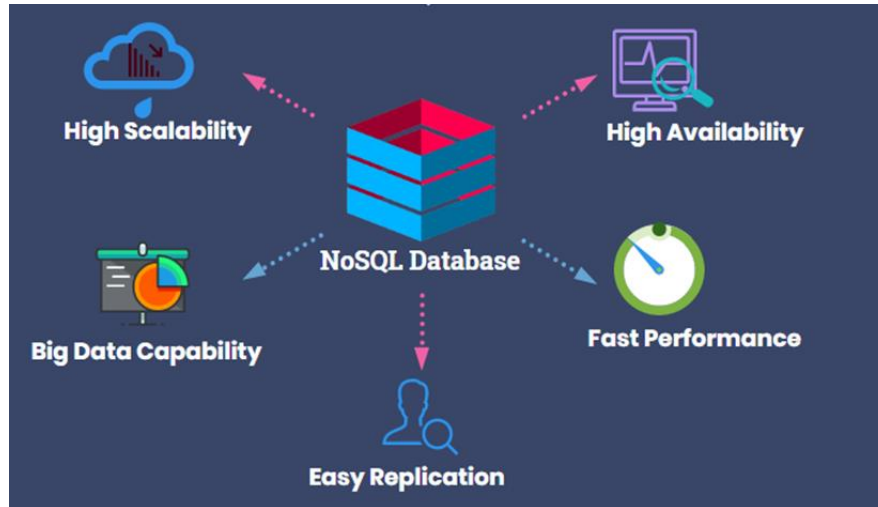 High Scalability
High Availability
NoSQL Database
Big Data Capability
Fast Performance
Easy Replication